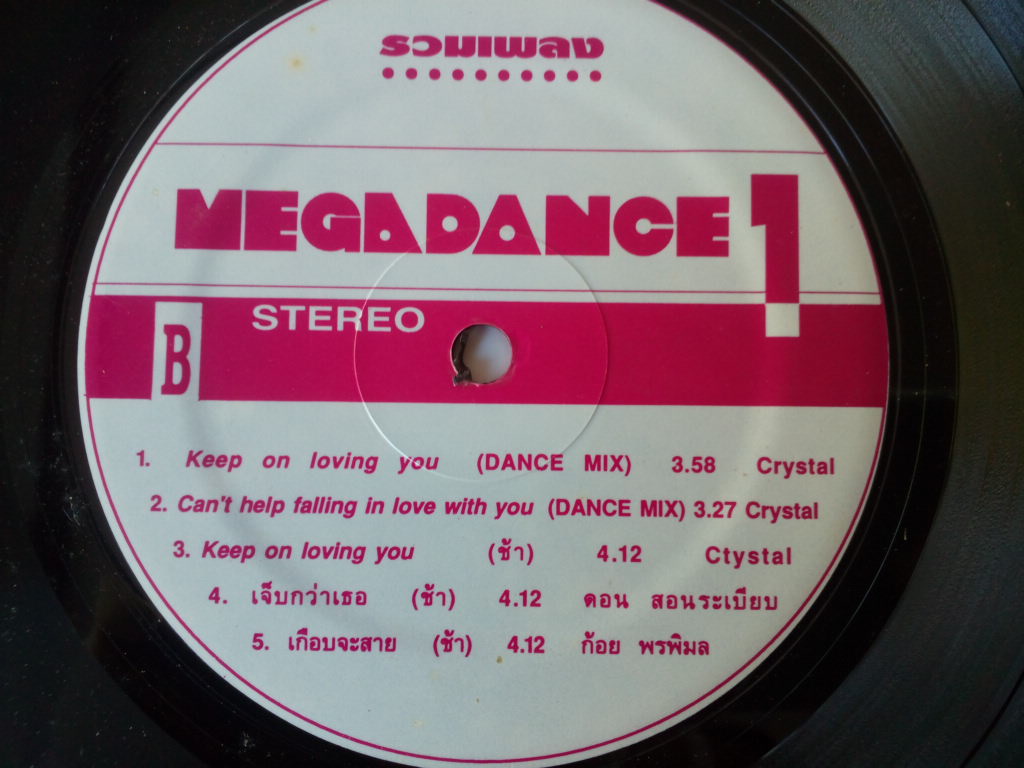 รวมเพลง
MEGADANCE 1
STEREO
B
1. Keep on loving you (DANCE MIX) 3.58 Crystal
2. Can't help falling in love with you (DANCE MIX) 3.27 Crystal
3. Keep on loving you (ช้า) 4.12 Ctystal
4. เจ็บกว่าเธอ (ช้า) 4.12 ดอน สอนระเบียบ
5. เกือบจะสาย (ช้า) 4.12 ก้อย พรพิมล